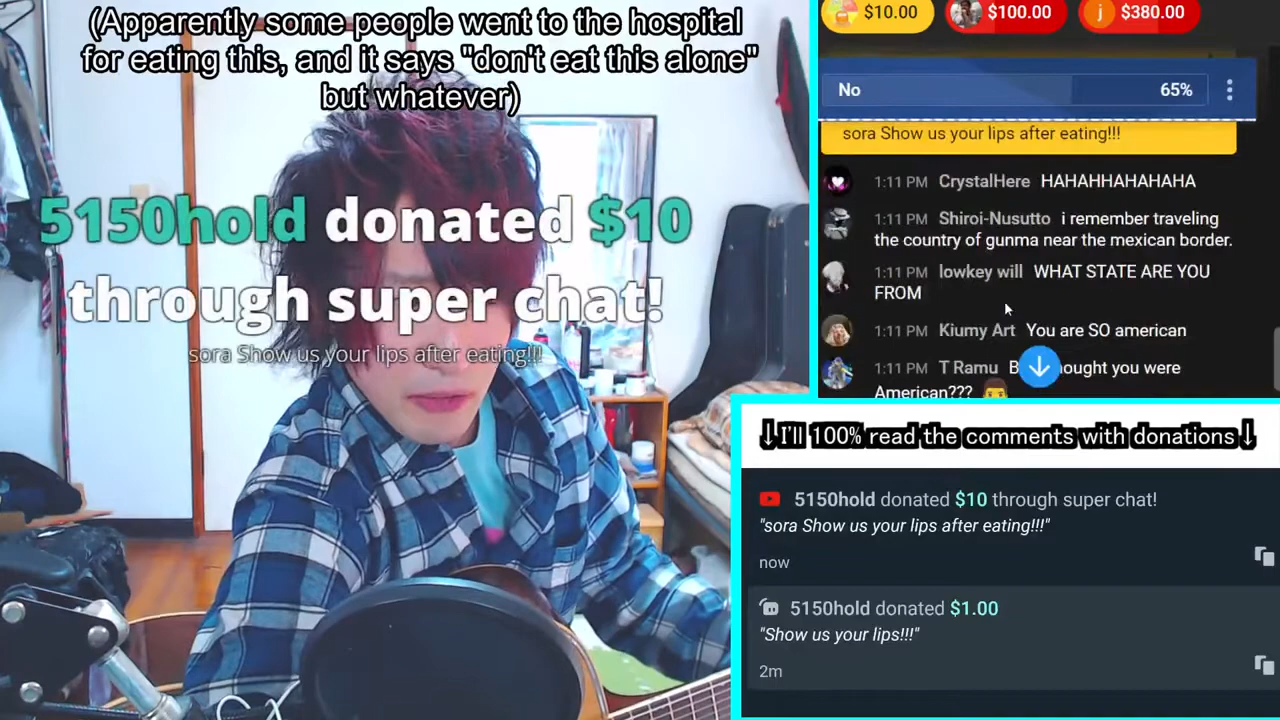 (Apparently some people went to the hospital
for eating this, and it says "don't eat this alone"
but whatever)
5150hold donated $10
through super chat!
sora Show us your lips after eating!!!
$10.00
$100.00
j $380.00
No 65%
sora Show us your lips after eating!!!
1:11 PM CrystalHere HAHAHHAHAHAHA
1:11 PM Shiroi-Nusutto i remember traveling
the country of gunma near the mexican border.
1:11 PM lowkey will WHAT STATE ARE YOU
FROM
1:11 PM Kiumy Art You are SO american
1:11 PM T Ramu you were
American???
↓I'll 100% read the comments with donations↓
5150hold donated $10 through super chat!
"sora Show us your lips after eating!!!"
now
5150hold donated $1.00
"Show us your lips!!!"
2m